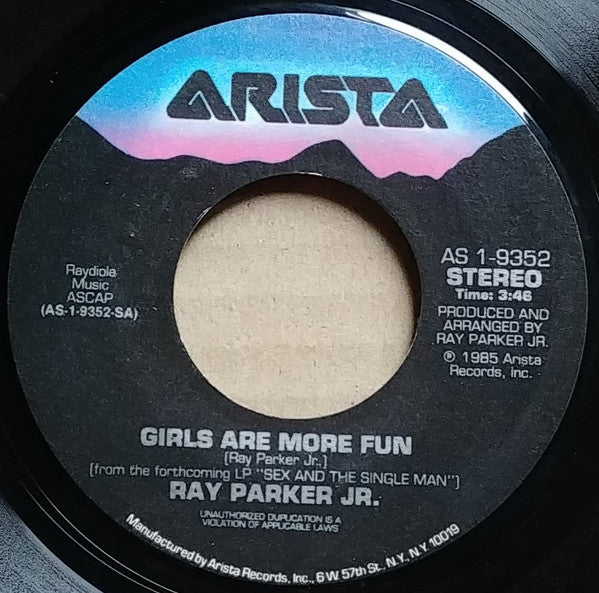 ARISTA
Raydiola
Music
ASCAP
(AS-1-9352-SA)
AS 1-9352
STEREO
Time: 3:46
PRODUCED AND
ARRANGED BY
RAY PARKER JR.
℗ 1985 Arista
Records, Inc.
GIRLS ARE MORE FUN
(Ray Parker Jr.)
(from the forthcoming LP "SEX AND THE SINGLE MAN")
RAY PARKER JR.
UNAUTHORIZED DUPLICATION IS A
VIOLATION OF APPLICABLE LAWS
Manufactured by Arista Records, Inc., 6 W. 57th St., N.Y., N.Y. 10019